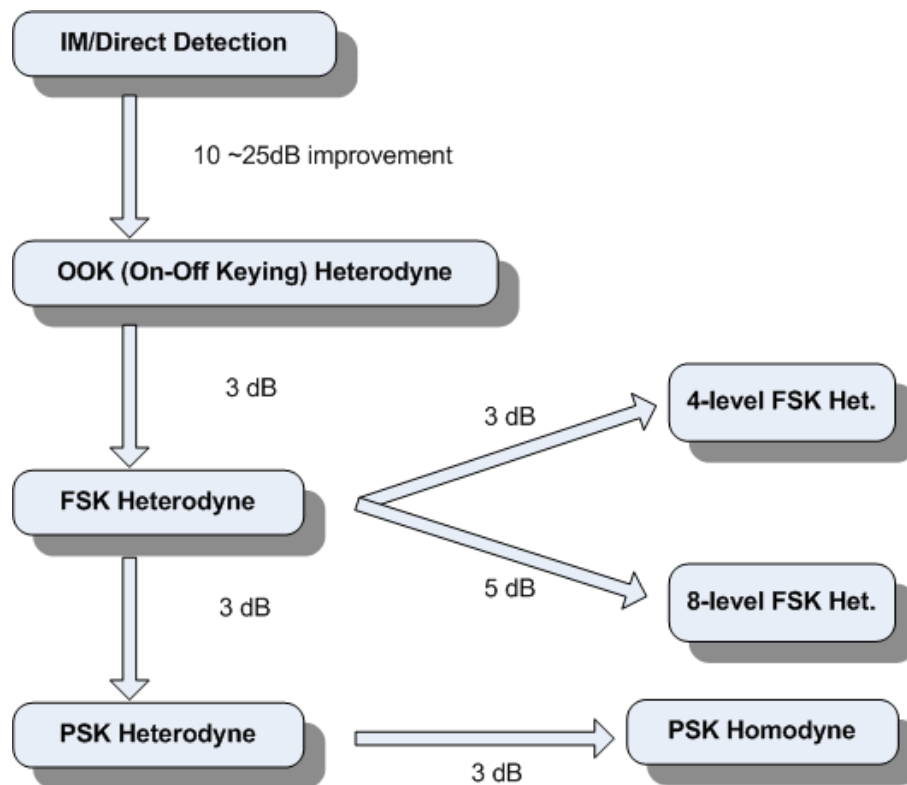 IM/Direct Detection
10 ~25dB improvement
OOK (On-Off Keying) Heterodyne
3 dB
3 dB
4-level FSK Het.
FSK Heterodyne
5 dB
8-level FSK Het.
3 dB
PSK Heterodyne
3 dB
PSK Homodyne